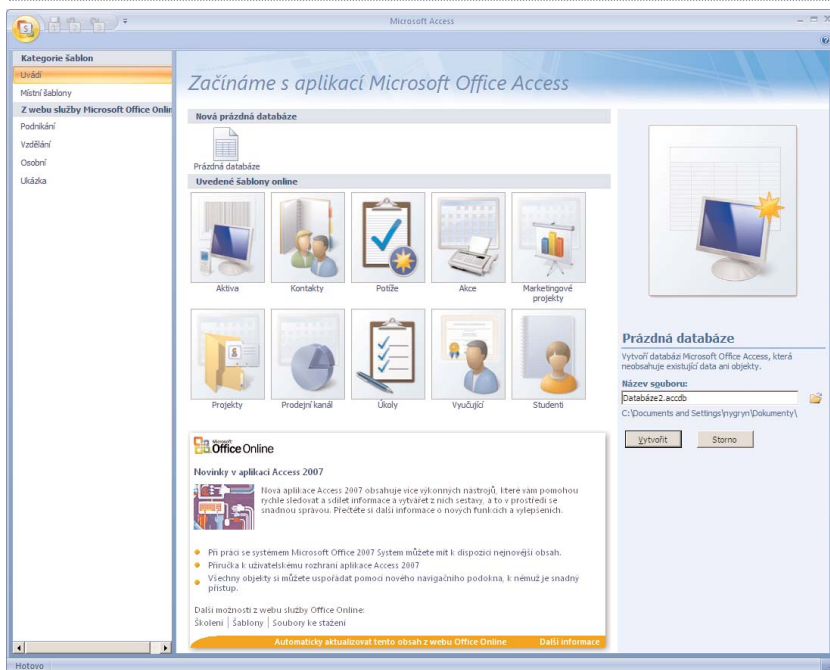 Microsoft Access
Kategorie šablon
Uvádí
Místní šablony
Z webu služby Microsoft Office Onlin
Podnikání
Vzdělání
Osobní
Ukázka
Začínáme s aplikací Microsoft Office Access
Nová prázdná databáze
Prázdná databáze
Uvedené šablony online
Aktiva
Kontakty
Potíže
Akce
Marketingové
projekty
Projekty
Prodejní kanál
Úkoly
Vyučující
Studenti
Microsoft
Office Online
Novinky v aplikaci Access 2007
Nová aplikace Access 2007 obsahuje více výkonných nástrojů, které vám pomohou
rychle sledovat a sdílet informace a vytvářet z nich sestavy, a to v prostředí se
snadnou správou. Přečtěte si další informace o nových funkcích a vylepšeních.
Při práci se systémem Microsoft Office 2007 System můžete mít k dispozici nejnovější obsah.
Příručka k uživatelskému rozhraní aplikace Access 2007
Všechny objekty si můžete uspořádat pomocí nového navigačního podokna, k němuž je snadný
přístup.
Další možnosti z webu služby Office Online:
Školení | Šablony | Soubory ke stažení
Automaticky aktualizovat tento obsah z webu Office Online Další informace
Prázdná databáze
Vytvoří databázi Microsoft Office Access, která
neobsahuje existující data ani objekty.
Název souboru:
Databáze2.accdb
C:\Documents and Settings\nygryn\Dokumenty\
Vytvořit
Storno
Hotovo